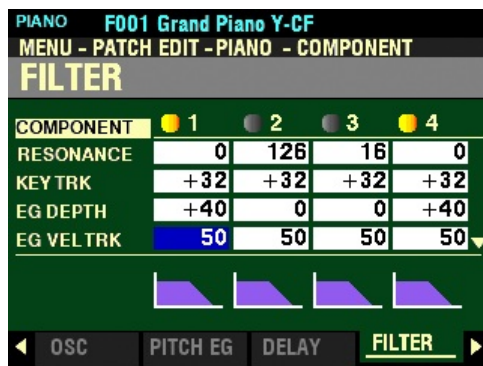 PIANO F001 Grand Piano Y-CF
MENU - PATCH EDIT - PIANO - COMPONENT
FILTER
COMPONENT 1 2 3 4
RESONANCE 0 126 16 0
KEY TRK +32 +32 +32 +32
EG DEPTH +40 0 0 +40
EG VEL TRK 50 50 50 50
OSC PITCH EG DELAY FILTER